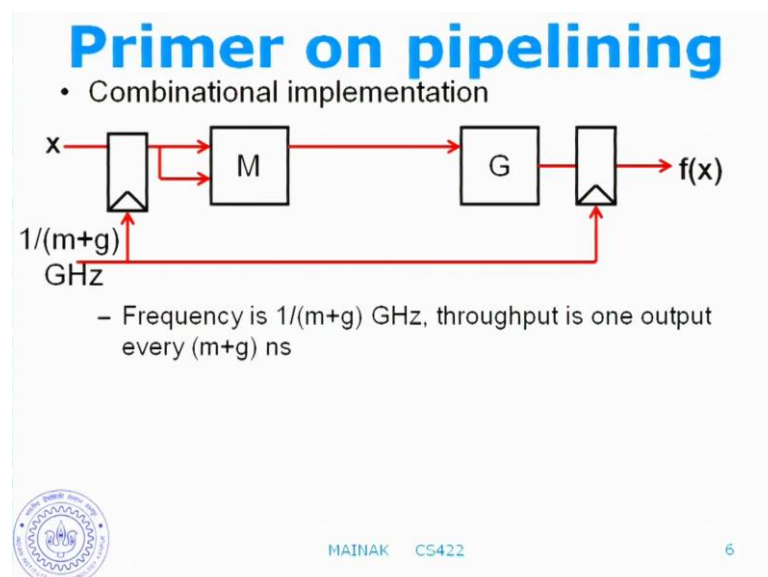 Primer on pipelining
• Combinational implementation
x
M
G
f(x)
1/(m+g)
GHz
– Frequency is 1/(m+g) GHz, throughput is one output
every (m+g) ns
MAINAK CS422
6